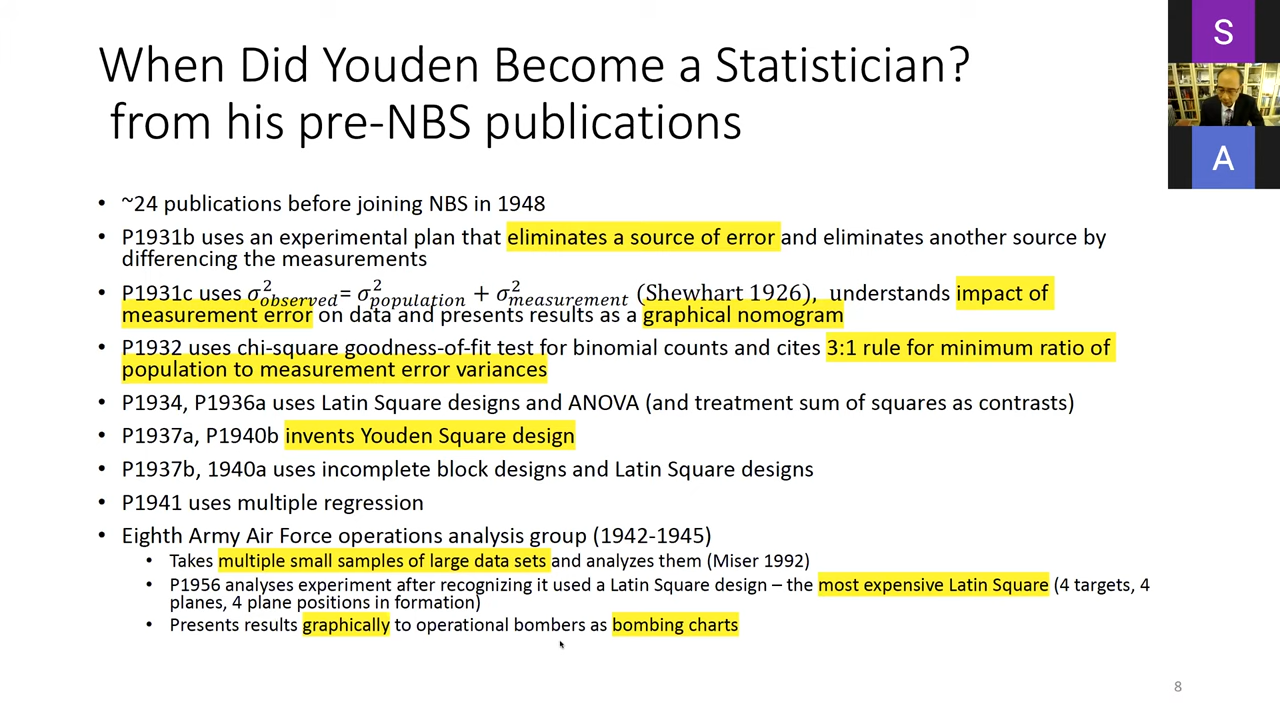 When Did Youden Become a Statistician?
from his pre-NBS publications
S
A
• ~24 publications before joining NBS in 1948
• P1931b uses an experimental plan that eliminates a source of error and eliminates another source by
differencing the measurements
• P1931c uses σ²observed= σ²population + σ²measurement (Shewhart 1926), understands impact of
measurement error on data and presents results as a graphical nomogram
• P1932 uses chi-square goodness-of-fit test for binomial counts and cites 3:1 rule for minimum ratio of
population to measurement error variances
• P1934, P1936a uses Latin Square designs and ANOVA (and treatment sum of squares as contrasts)
• P1937a, P1940b invents Youden Square design
• P1937b, 1940a uses incomplete block designs and Latin Square designs
• P1941 uses multiple regression
• Eighth Army Air Force operations analysis group (1942-1945)
• Takes multiple small samples of large data sets and analyzes them (Miser 1992)
• P1956 analyses experiment after recognizing it used a Latin Square design – the most expensive Latin Square (4 targets, 4
planes, 4 plane positions in formation)
• Presents results graphically to operational bombers as bombing charts
8